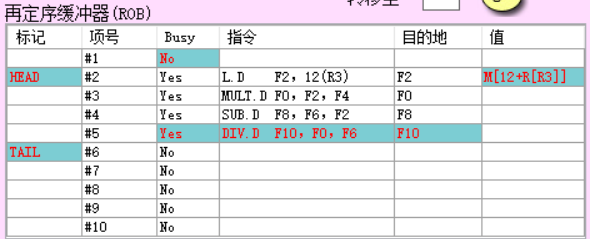 再定序缓冲器(ROB)
标记 项号 Busy 指令 目的地 值
#1 No
HEAD #2 Yes L.D F2, 12(R3) F2 M[12+R[R3]]
#3 Yes MULT.D F0, F2, F4 F0
#4 Yes SUB.D F8, F6, F2 F8
#5 Yes DIV.D F10, F0, F6 F10
TAIL #6 No
#7 No
#8 No
#9 No
#10 No